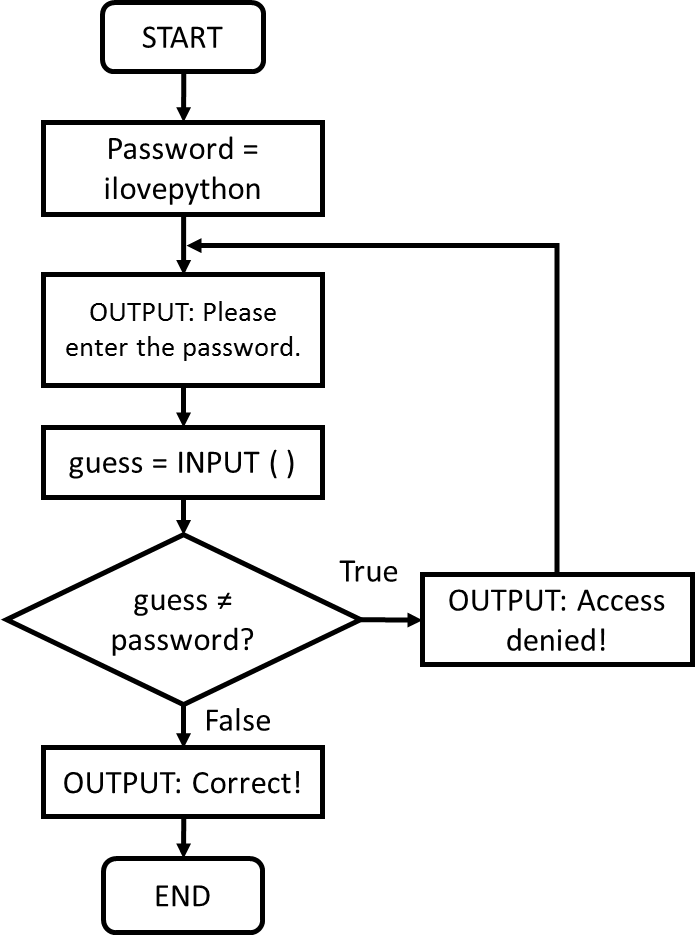 START
Password =
ilovepython
OUTPUT: Please
enter the password.
guess = INPUT ( )
guess ≠
password?
True
OUTPUT: Access
denied!
False
OUTPUT: Correct!
END